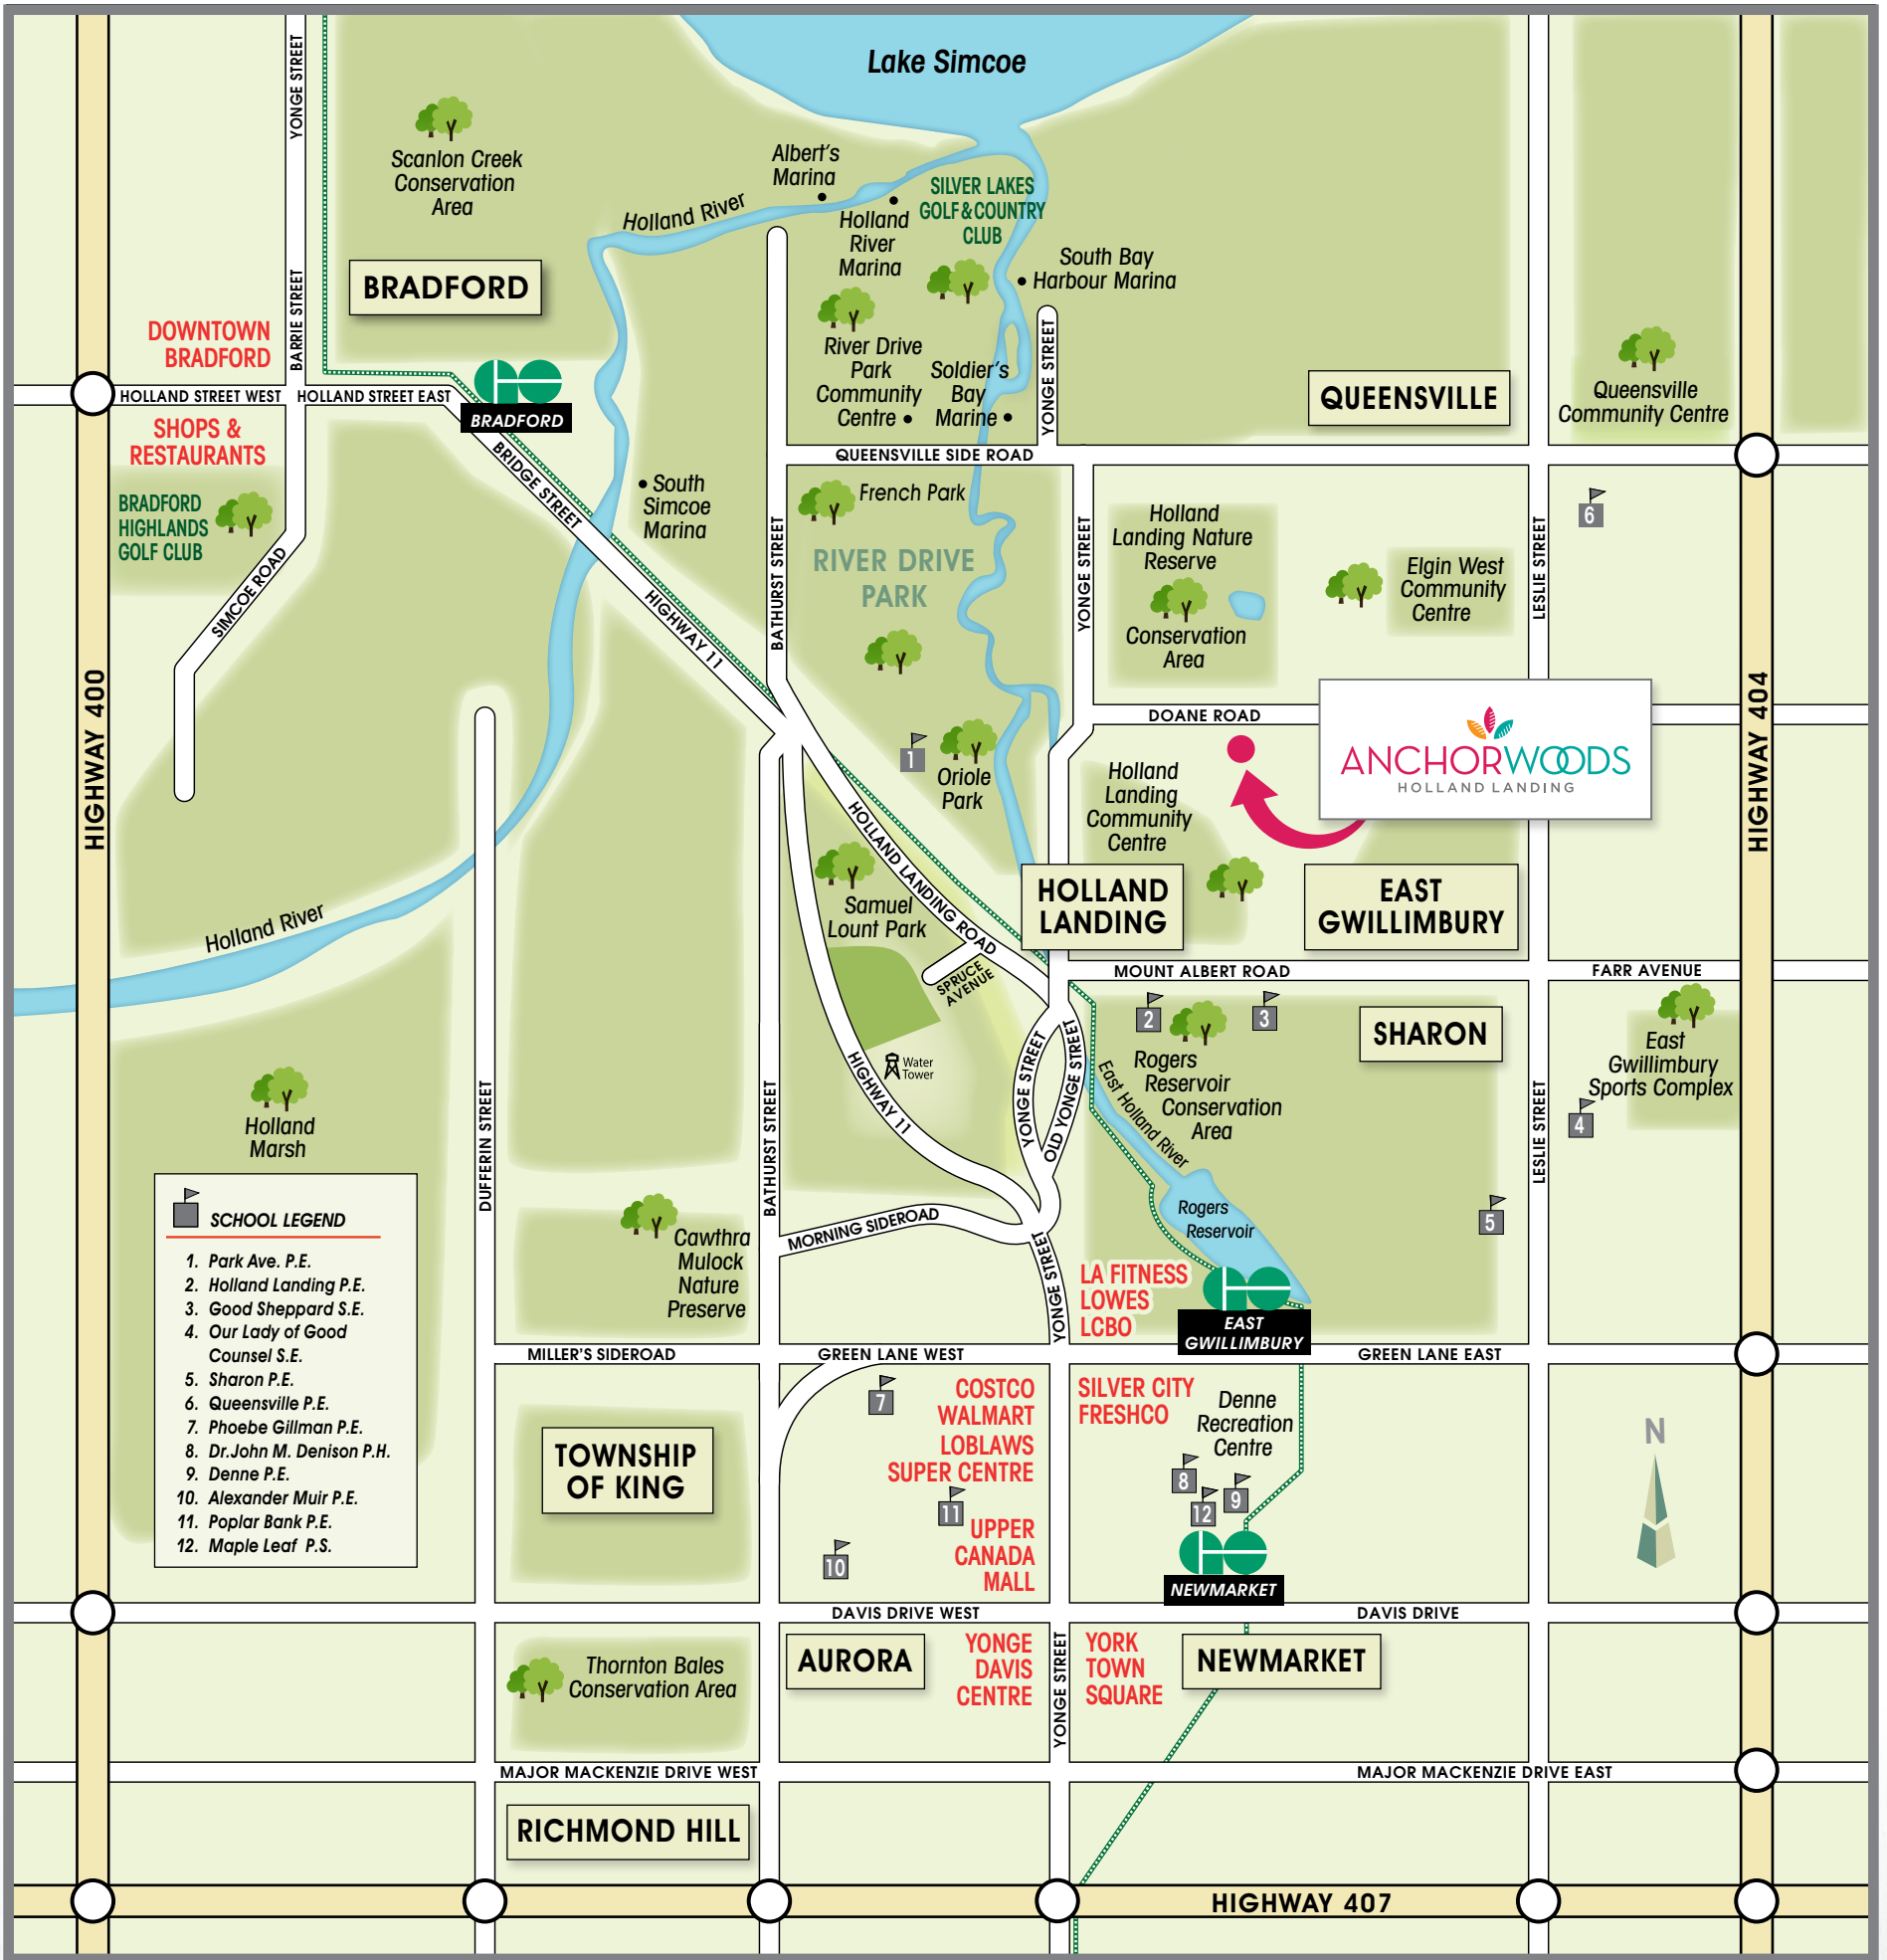 Lake Simcoe
YONGE STREET
Scanlon Creek
Conservation
Area
Albert's
Marina
Holland River
Holland
River
Marina
SILVER LAKES
GOLF & COUNTRY
CLUB
South Bay
Harbour Marina
BRADFORD
DOWNTOWN
BRADFORD
BARRIE STREET
River Drive
Park
Community
Centre
Soldier's
Bay
Marine
YONGE STREET
QUEENSVILLE
Queensville
Community Centre
HOLLAND STREET WEST
HOLLAND STREET EAST
BRADFORD
SHOPS &
RESTAURANTS
BRADFORD
HIGHLANDS
GOLF CLUB
SIMCOE ROAD
BRIDGE STREET
South
Simcoe
Marina
QUEENSVILLE SIDE ROAD
French Park
RIVER DRIVE
PARK
BATHURST STREET
YONGE STREET
Holland
Landing Nature
Reserve
Conservation
Area
Elgin West
Community
Centre
LESLIE STREET
6
HIGHWAY 11
HIGHWAY 400
HIGHWAY 404
DOANE ROAD
ANCHORWOODS
HOLLAND LANDING
1
Oriole
Park
Holland
Landing
Community
Centre
HOLLAND LANDING ROAD
Samuel
Lount Park
HOLLAND
LANDING
EAST
GWILLIMBURY
Holland River
SPRUCE
AVENUE
MOUNT ALBERT ROAD
FARR AVENUE
2
3
SHARON
Rogers
Reservoir
Conservation
Area
East
Gwillimbury
Sports Complex
4
Water
Tower
HIGHWAY 11
YONGE STREET
OLD YONGE STREET
East Holland River
Holland
Marsh
DUFFERIN STREET
BATHURST STREET
LESLIE STREET
5
Rogers
Reservoir
MORNING SIDEROAD
Cawthra
Mulock
Nature
Preserve
YONGE STREET
LA FITNESS
LOWES
LCBO
EAST
GWILLIMBURY
SCHOOL LEGEND
1. Park Ave. P.E.
2. Holland Landing P.E.
3. Good Sheppard S.E.
4. Our Lady of Good
Counsel S.E.
5. Sharon P.E.
6. Queensville P.E.
7. Phoebe Gillman P.E.
8. Dr.John M. Denison P.H.
9. Denne P.E.
10. Alexander Muir P.E.
11. Poplar Bank P.E.
12. Maple Leaf P.S.
MILLER'S SIDEROAD
GREEN LANE WEST
GREEN LANE EAST
7
COSTCO
WALMART
LOBLAWS
SUPER CENTRE
SILVER CITY
FRESHCO
Denne
Recreation
Centre
N
TOWNSHIP
OF KING
8
9
12
11
10
UPPER
CANADA
MALL
NEWMARKET
DAVIS DRIVE WEST
DAVIS DRIVE
Thornton Bales
Conservation Area
AURORA
YONGE
DAVIS
CENTRE
YONGE STREET
YORK
TOWN
SQUARE
NEWMARKET
MAJOR MACKENZIE DRIVE WEST
MAJOR MACKENZIE DRIVE EAST
RICHMOND HILL
HIGHWAY 407